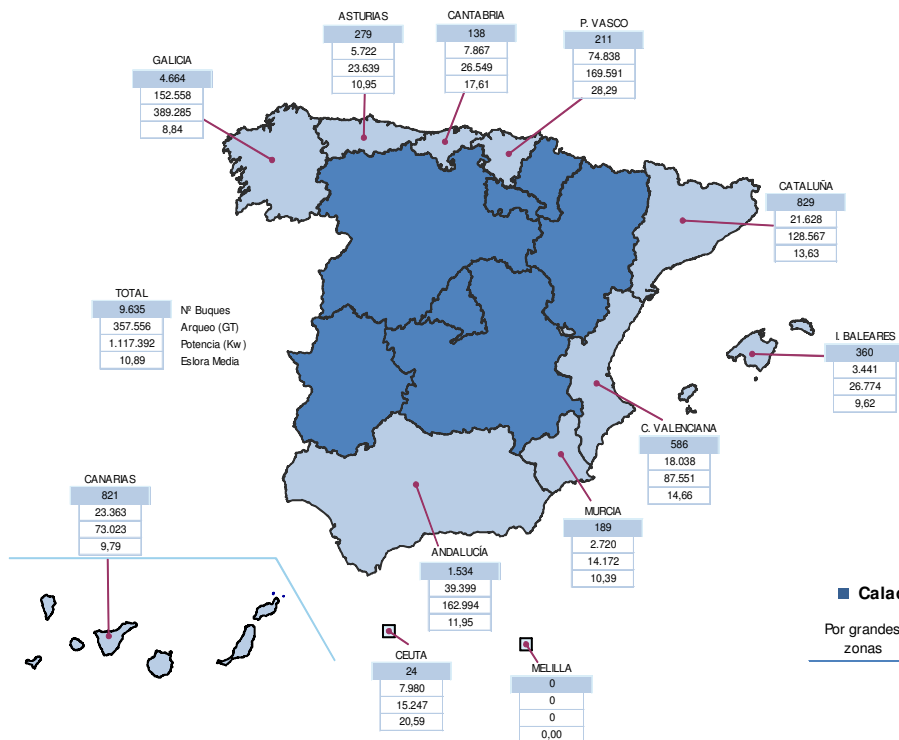 ASTURIAS
279
5.722
23.639
10,95
CANTABRIA
138
7.867
26.549
17,61
P. VASCO
211
74.838
169.591
28,29
GALICIA
4.664
152.558
389.285
8,84
CATALUÑA
829
21.628
128.567
13,63
TOTAL
9.635 Nº Buques
357.556 Arqueo (GT)
1.117.392 Potencia (Kw)
10,89 Eslora Media
I. BALEARES
360
3.441
26.774
9,62
C. VALENCIANA
586
18.038
87.551
14,66
CANARIAS
821
23.363
73.023
9,79
MURCIA
189
2.720
14.172
10,39
ANDALUCÍA
1.534
39.399
162.994
11,95
CEUTA
24
7.980
15.247
20,59
MELILLA
0
0
0
0,00
Calad
Por grandes
zonas